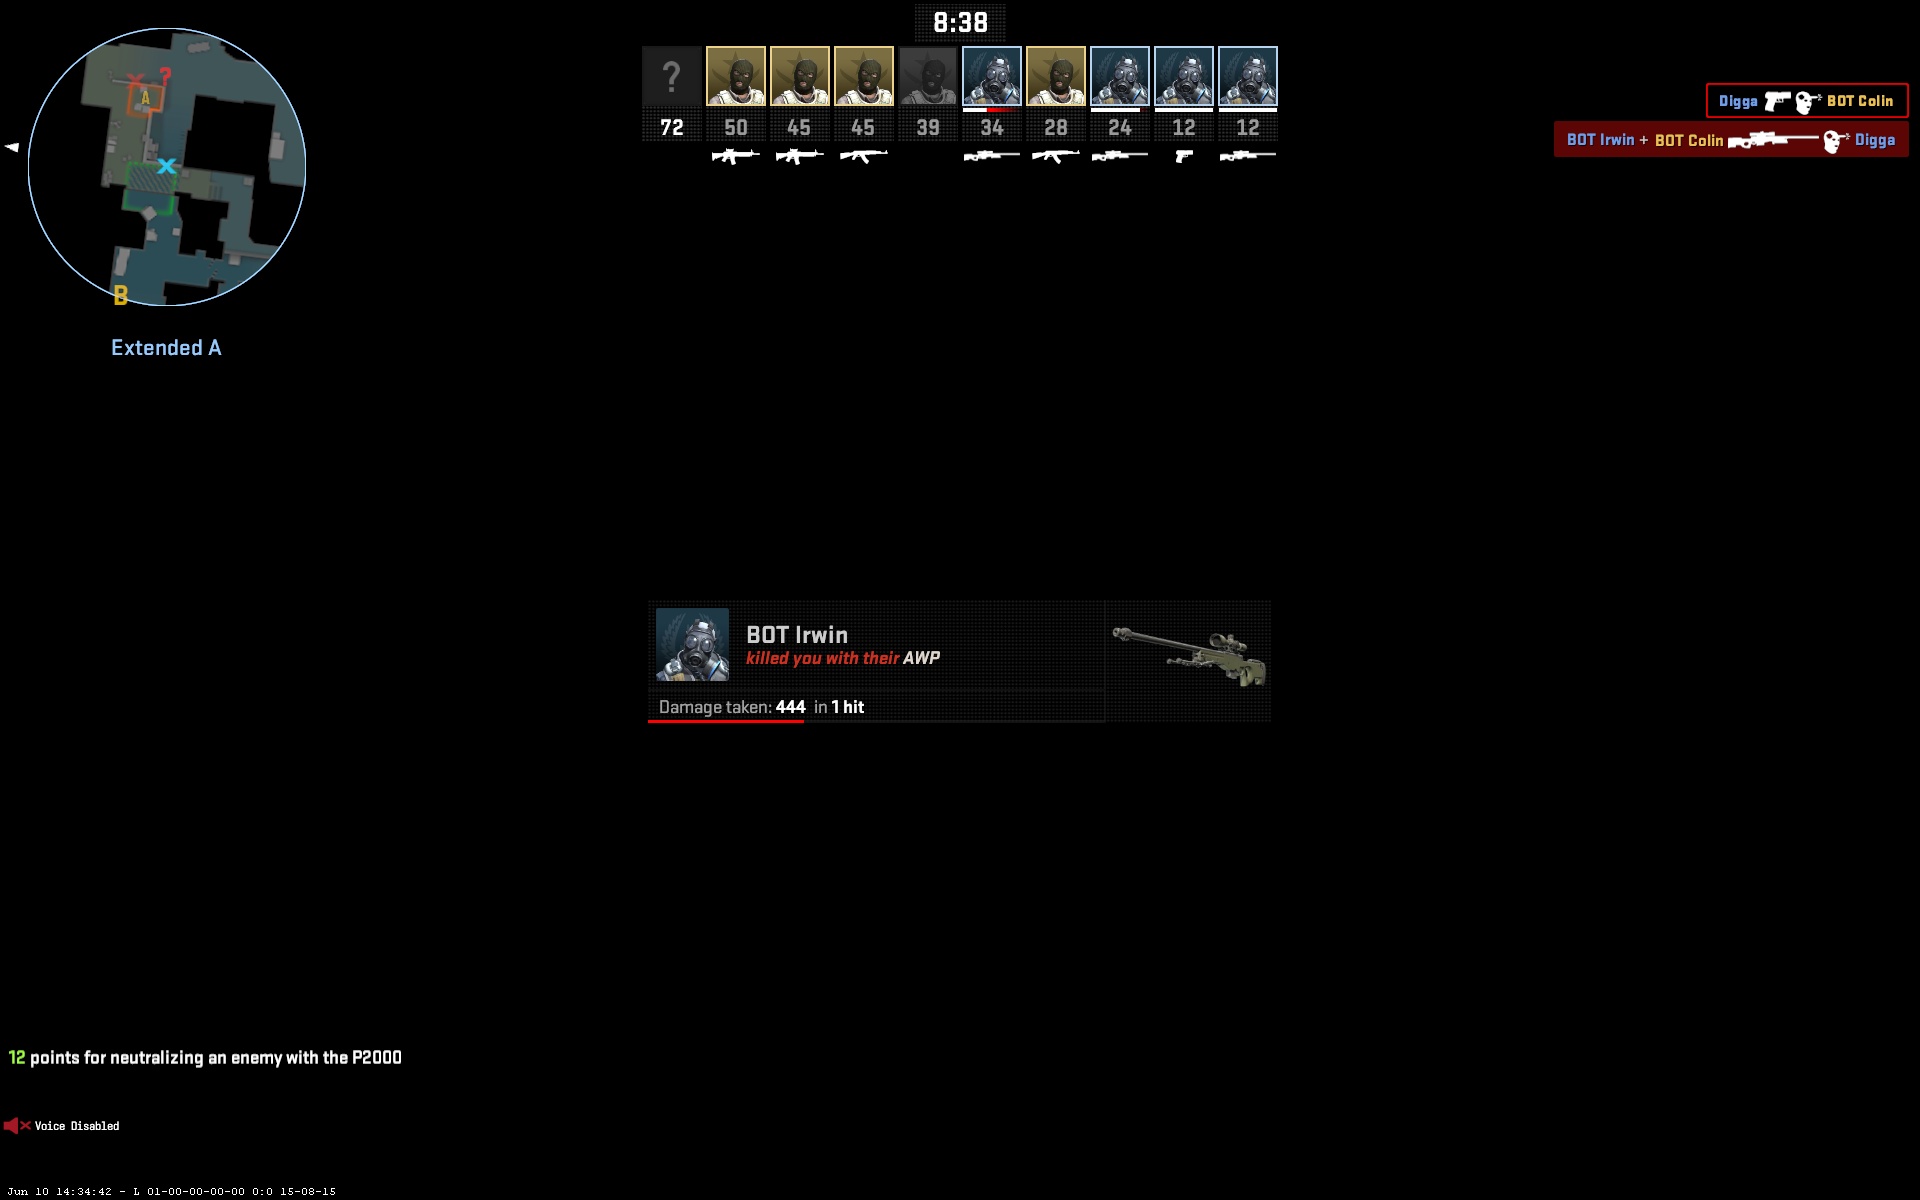 8:38
?
72 50 45 45 39 34 28 24 12 12
Digga BOT Colin
BOT Irwin + BOT Colin Digga
?
A
B
Extended A
BOT Irwin
killed you with their AWP
Damage taken: 444 in 1 hit
12 points for neutralizing an enemy with the P2000
Voice Disabled
Jun 10 14:34:42 - L 01-00-00-00-00 0:0 15-08-15